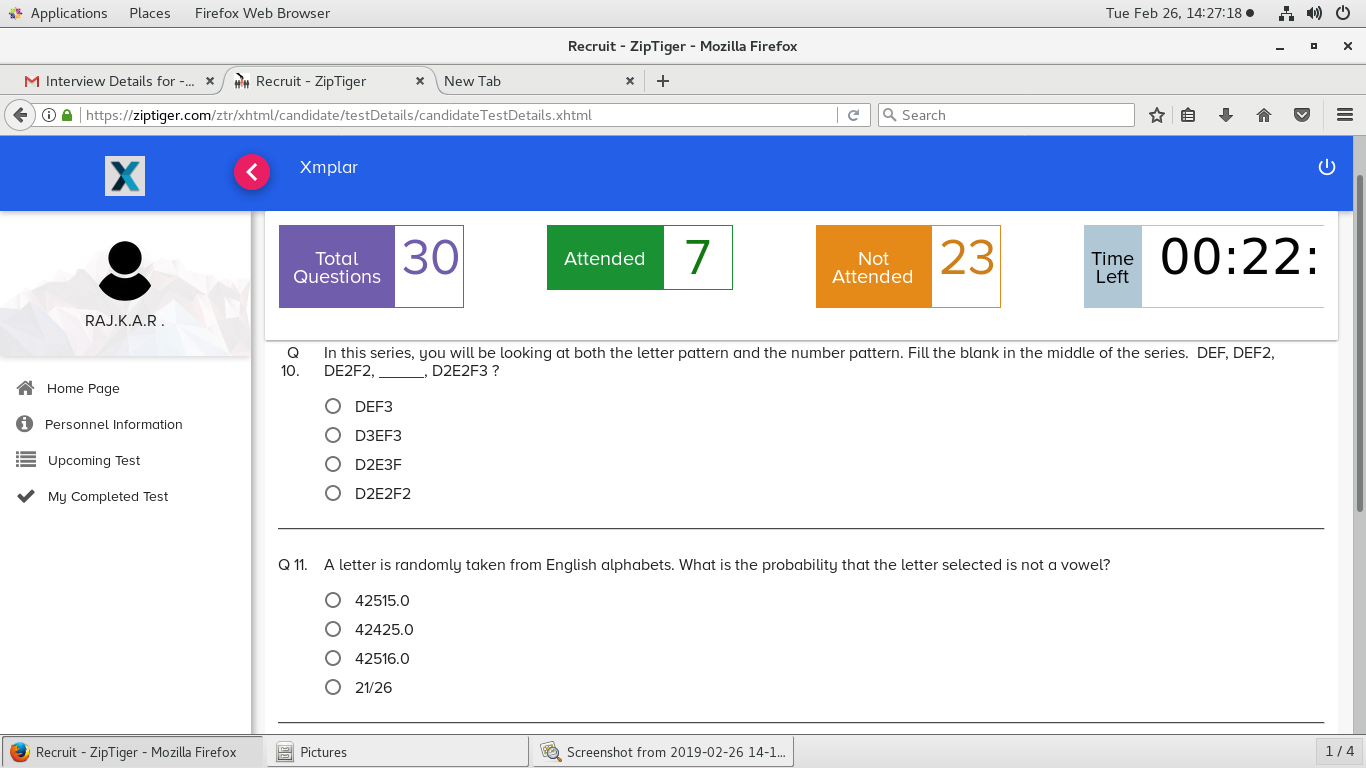 Applications Places Firefox Web Browser Tue Feb 26, 14:27:18
Recruit - ZipTiger - Mozilla Firefox
Interview Details for -... Recruit - ZipTiger New Tab
https://ziptiger.com/ztr/xhtml/candidate/testDetails/candidateTestDetails.xhtml Search
X Xmplar
Total Questions 30 Attended 7 Not Attended 23 Time Left 00:22:
RAJ.K.A.R .
Home Page
Personnel Information
Upcoming Test
My Completed Test
Q 10. In this series, you will be looking at both the letter pattern and the number pattern. Fill the blank in the middle of the series. DEF, DEF2,
DE2F2, _____, D2E2F3 ?
DEF3
D3EF3
D2E3F
D2E2F2
Q 11. A letter is randomly taken from English alphabets. What is the probability that the letter selected is not a vowel?
42515.0
42425.0
42516.0
21/26
Recruit - ZipTiger - Mozilla Firefox Pictures Screenshot from 2019-02-26 14-1... 1 / 4